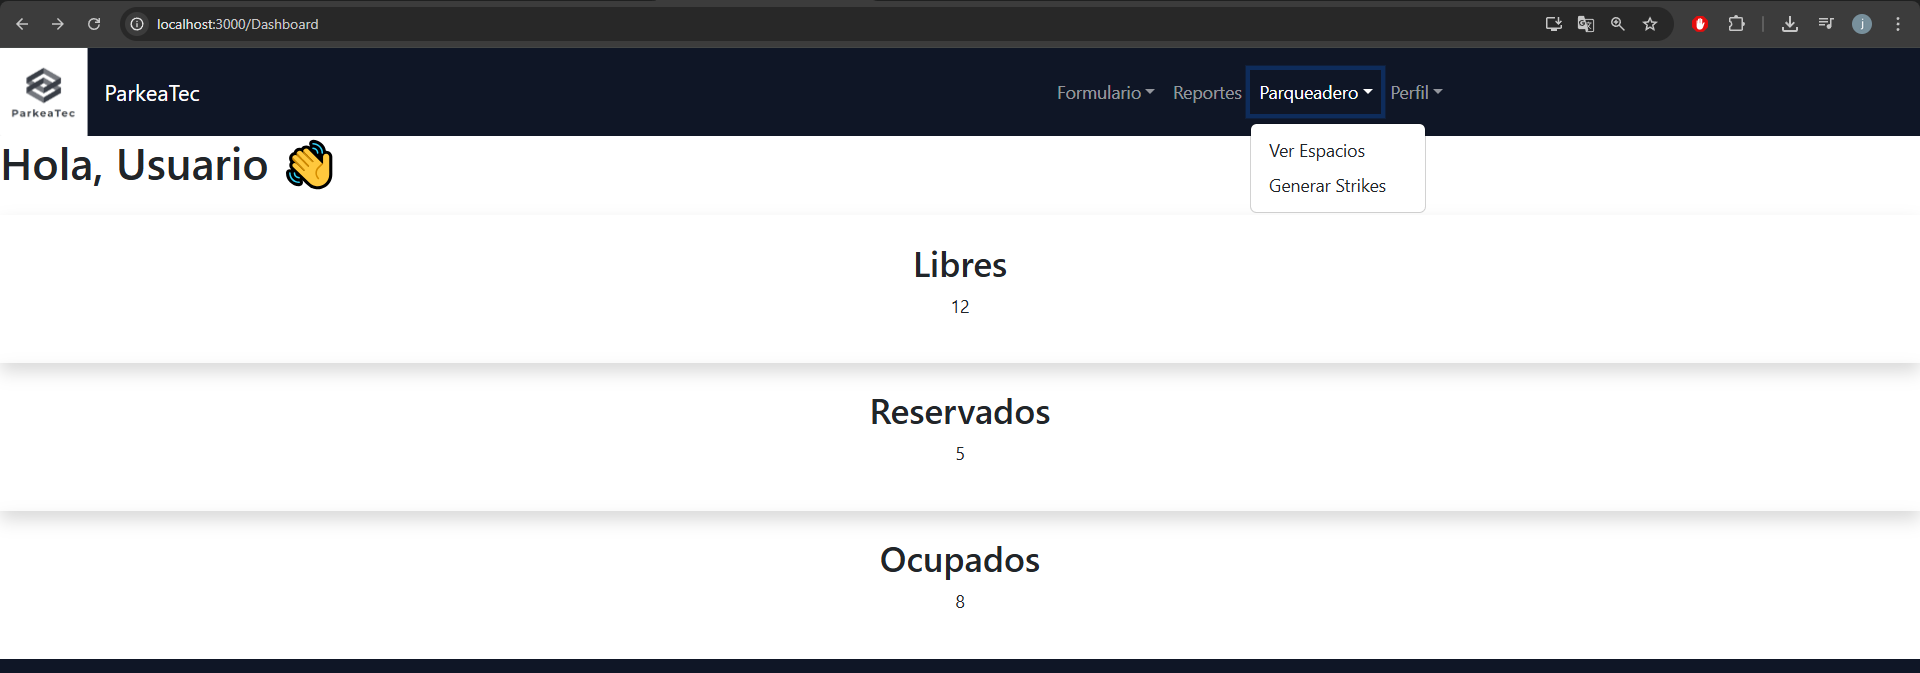 localhost:3000/Dashboard
j
ParkeaTec
ParkeaTec
Formulario
Reportes
Parqueadero
Perfil
Ver Espacios
Generar Strikes
Hola, Usuario 👋
Libres
12
Reservados
5
Ocupados
8